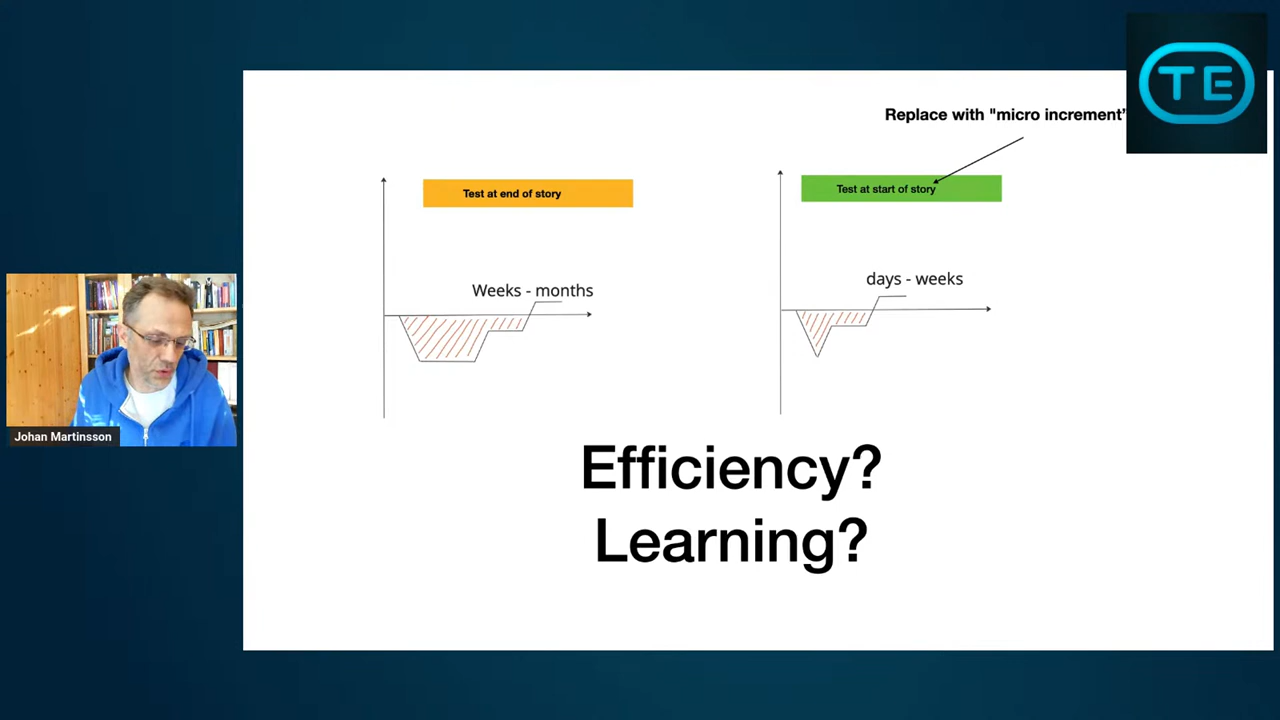 TE
Replace with "micro increment"
Test at end of story
Test at start of story
Weeks - months
days - weeks
Efficiency?
Learning?
Johan Martinsson